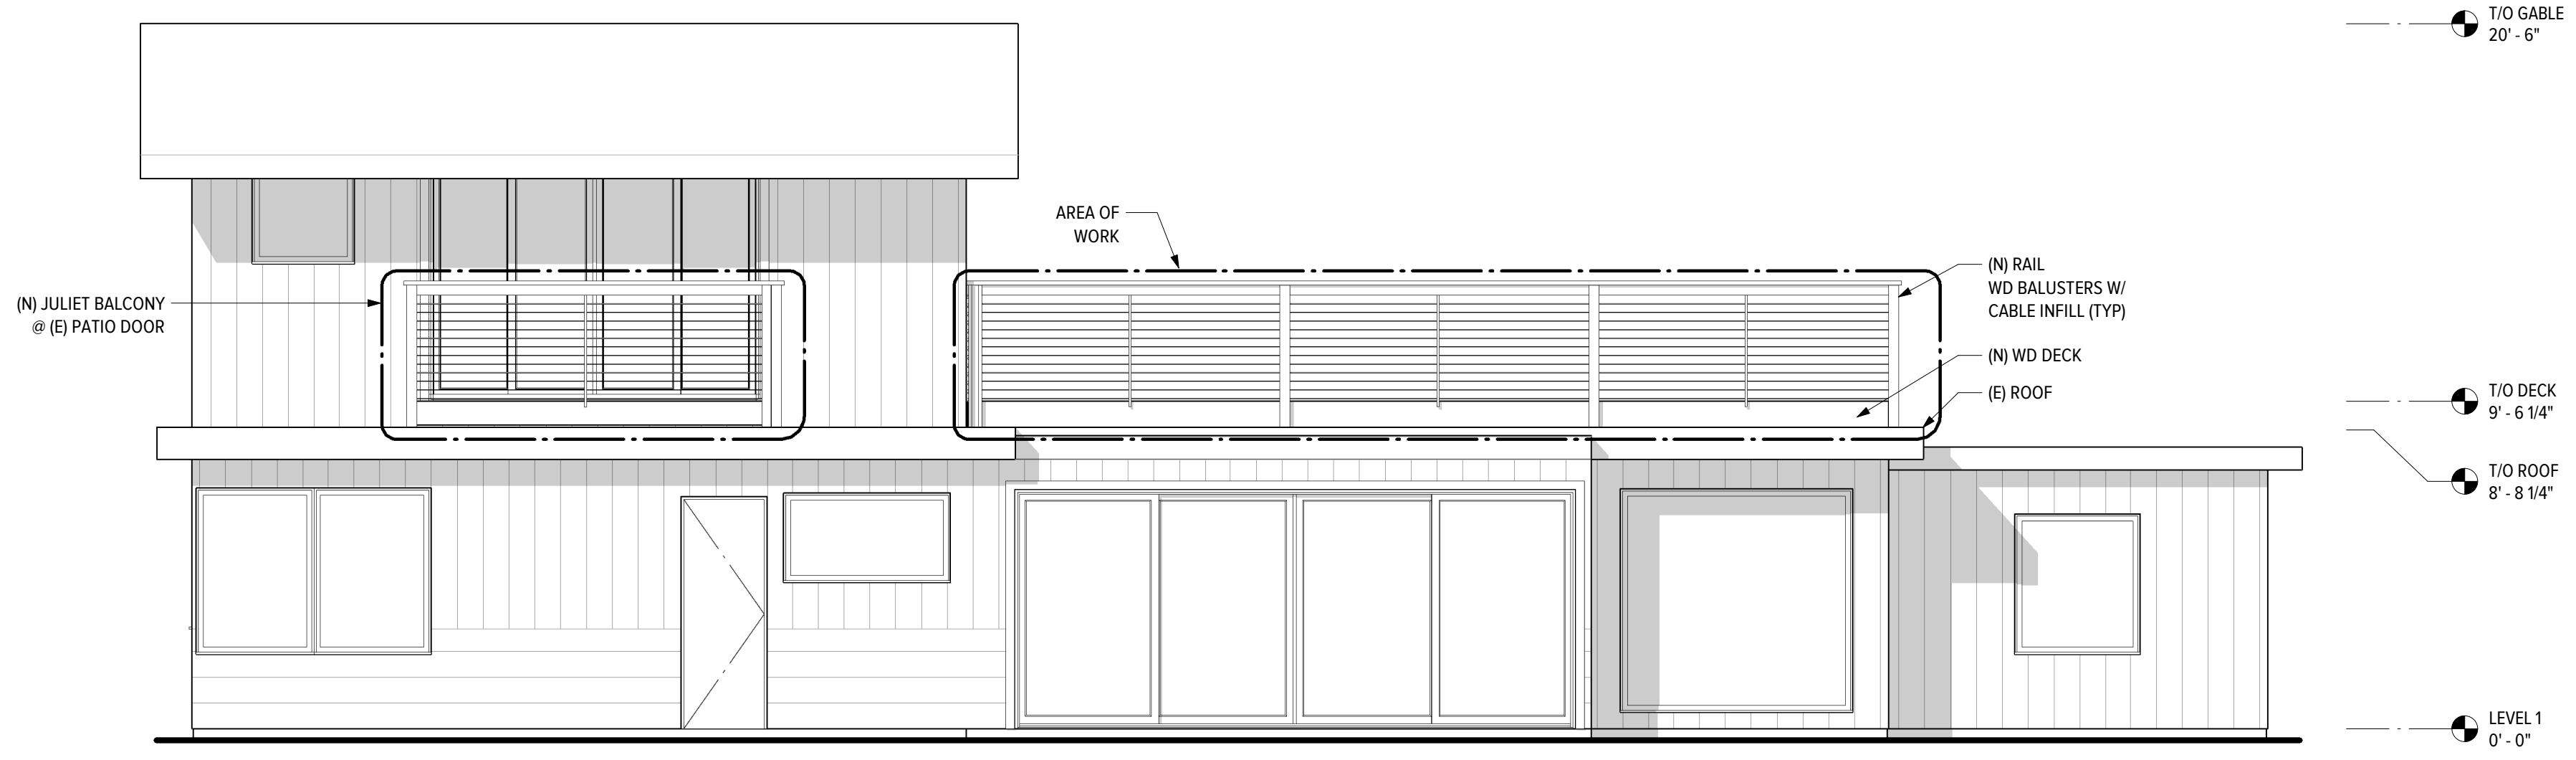 T/O GABLE
20' - 6"
AREA OF
WORK
(N) RAIL
WD BALUSTERS W/
CABLE INFILL (TYP)
(N) JULIET BALCONY
@ (E) PATIO DOOR
(N) WD DECK
(E) ROOF
T/O DECK
9' - 6 1/4"
T/O ROOF
8' - 8 1/4"
LEVEL 1
0' - 0"